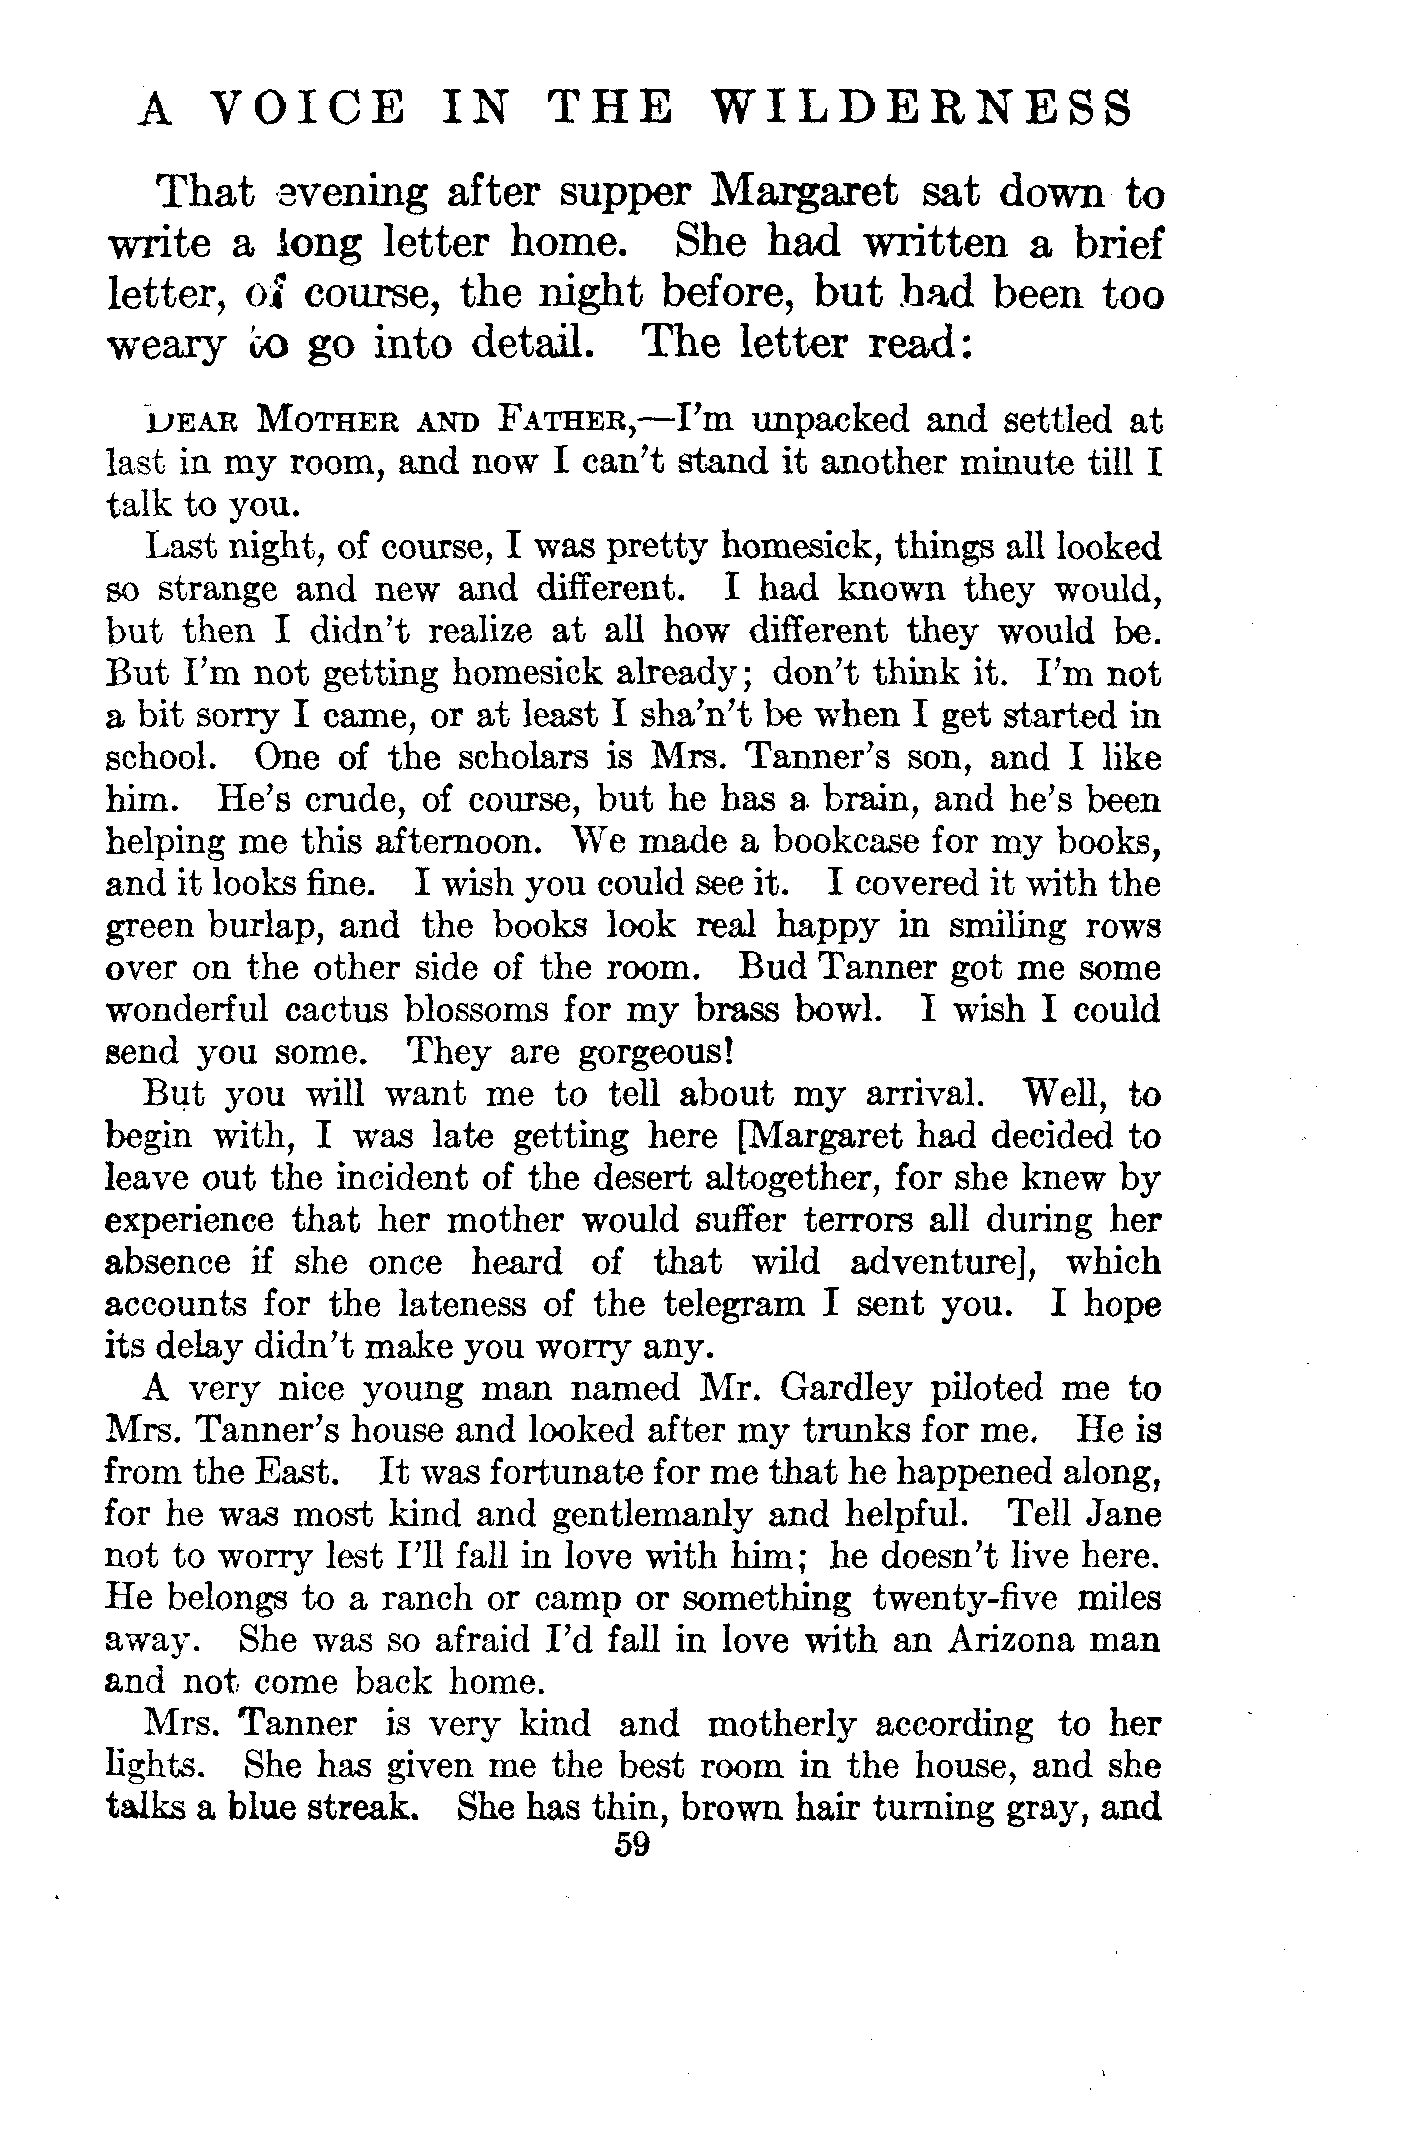 A VOICE IN THE WILDERNESS
That evening after supper Margaret sat down to
write a long letter home. She had written a brief
letter, of course, the night before, but had been too
weary to go into detail. The letter read:
DEAR MOTHER AND FATHER,—I'm unpacked and settled at
last in my room, and now I can't stand it another minute till I
talk to you.
Last night, of course, I was pretty homesick, things all looked
so strange and new and different. I had known they would,
but then I didn't realize at all how different they would be.
But I'm not getting homesick already; don't think it. I'm not
a bit sorry I came, or at least I sha'n't be when I get started in
school. One of the scholars is Mrs. Tanner's son, and I like
him. He's crude, of course, but he has a brain, and he's been
helping me this afternoon. We made a bookcase for my books,
and it looks fine. I wish you could see it. I covered it with the
green burlap, and the books look real happy in smiling rows
over on the other side of the room. Bud Tanner got me some
wonderful cactus blossoms for my brass bowl. I wish I could
send you some. They are gorgeous!
But you will want me to tell about my arrival. Well, to
begin with, I was late getting here [Margaret had decided to
leave out the incident of the desert altogether, for she knew by
experience that her mother would suffer terrors all during her
absence if she once heard of that wild adventure], which
accounts for the lateness of the telegram I sent you. I hope
its delay didn't make you worry any.
A very nice young man named Mr. Gardley piloted me to
Mrs. Tanner's house and looked after my trunks for me. He is
from the East. It was fortunate for me that he happened along,
for he was most kind and gentlemanly and helpful. Tell Jane
not to worry lest I'll fall in love with him; he doesn't live here.
He belongs to a ranch or camp or something twenty-five miles
away. She was so afraid I'd fall in love with an Arizona man
and not come back home.
Mrs. Tanner is very kind and motherly according to her
lights. She has given me the best room in the house, and she
talks a blue streak. She has thin, brown hair turning gray, and
59